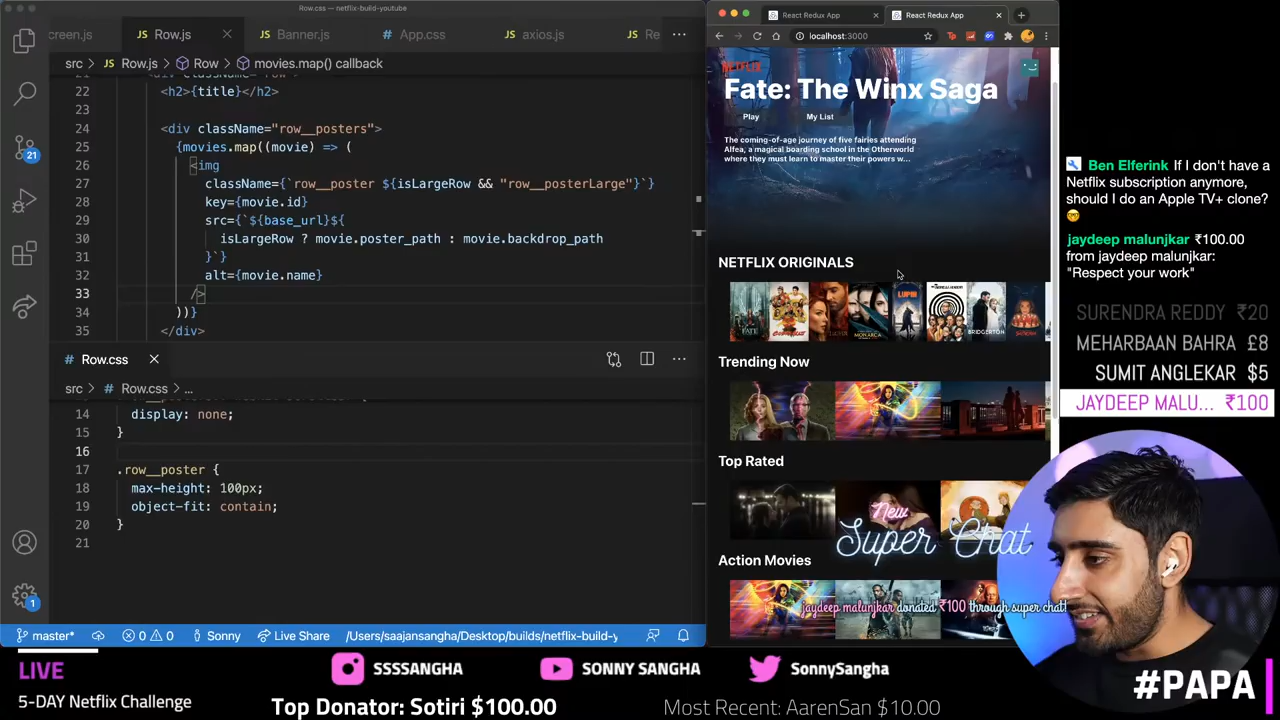 Row.css — netflix-build-youtube
creen.js
Row.js
Banner.js
App.css
axios.js
Re
src > Row.js > Row > movies.map() callback
22 <h2>{title}</h2>
23
24 <div className="row__posters">
25 {movies.map((movie) => (
26 <img
27 className={`row__poster ${isLargeRow && "row__posterLarge"}`}
28 key={movie.id}
29 src={`${base_url}${
30 isLargeRow ? movie.poster_path : movie.backdrop_path
31 }`}
32 alt={movie.name}
33 />
34 ))}
35 </div>
Row.css
src > Row.css > ...
14 display: none;
15 }
16
17 .row__poster {
18 max-height: 100px;
19 object-fit: contain;
20 }
21
21
1
master*
0 0
Sonny
Live Share
/Users/saajansangha/Desktop/builds/netflix-build-y
React Redux App
React Redux App
localhost:3000
NETFLIX
Fate: The Winx Saga
Play
My List
The coming-of-age journey of five fairies attending
Alfea, a magical boarding school in the Otherworld
where they must learn to master their powers w...
NETFLIX ORIGINALS
LUPIN
BRIDGERTON
Trending Now
Top Rated
New
Super Chat
Action Movies
jaydeep malunjkar donated ₹100 through super chat!
Ben Elferink If I don't have a
Netflix subscription anymore,
should I do an Apple TV+ clone?
jaydeep malunjkar ₹100.00
from jaydeep malunjkar:
"Respect your work"
SURENDRA REDDY ₹20
MEHARBAAN BAHRA £8
SUMIT ANGLEKAR $5
JAYDEEP MALU... ₹100
LIVE
5-DAY Netflix Challenge
SSSSANGHA
SONNY SANGHA
SonnySangha
Top Donator: Sotiri $100.00
Most Recent: AarenSan $10.00
#PAPA